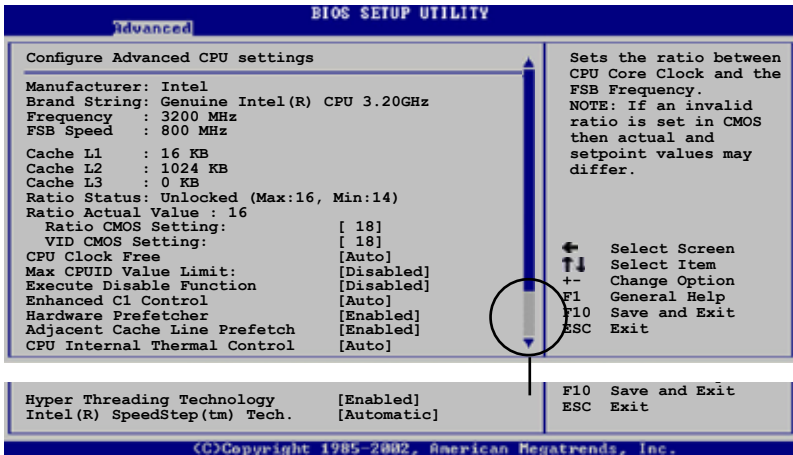 BIOS SETUP UTILITY
Advanced
Configure Advanced CPU settings
Manufacturer: Intel
Brand String: Genuine Intel(R) CPU 3.20GHz
Frequency : 3200 MHz
FSB Speed : 800 MHz
Cache L1 : 16 KB
Cache L2 : 1024 KB
Cache L3 : 0 KB
Ratio Status: Unlocked (Max:16, Min:14)
Ratio Actual Value : 16
Ratio CMOS Setting: [ 18]
VID CMOS Setting: [ 18]
CPU Clock Free [Auto]
Max CPUID Value Limit: [Disabled]
Execute Disable Function [Disabled]
Enhanced C1 Control [Auto]
Hardware Prefetcher [Enabled]
Adjacent Cache Line Prefetch [Enabled]
CPU Internal Thermal Control [Auto]
Sets the ratio between
CPU Core Clock and the
FSB Frequency.
NOTE: If an invalid
ratio is set in CMOS
then actual and
setpoint values may
differ.
Select Screen
Select Item
+- Change Option
F1 General Help
F10 Save and Exit
ESC Exit
Hyper Threading Technology [Enabled]
Intel(R) SpeedStep(tm) Tech. [Automatic]
F10 Save and Exit
ESC Exit
(C)Copyright 1985-2002, American Megatrends, Inc.